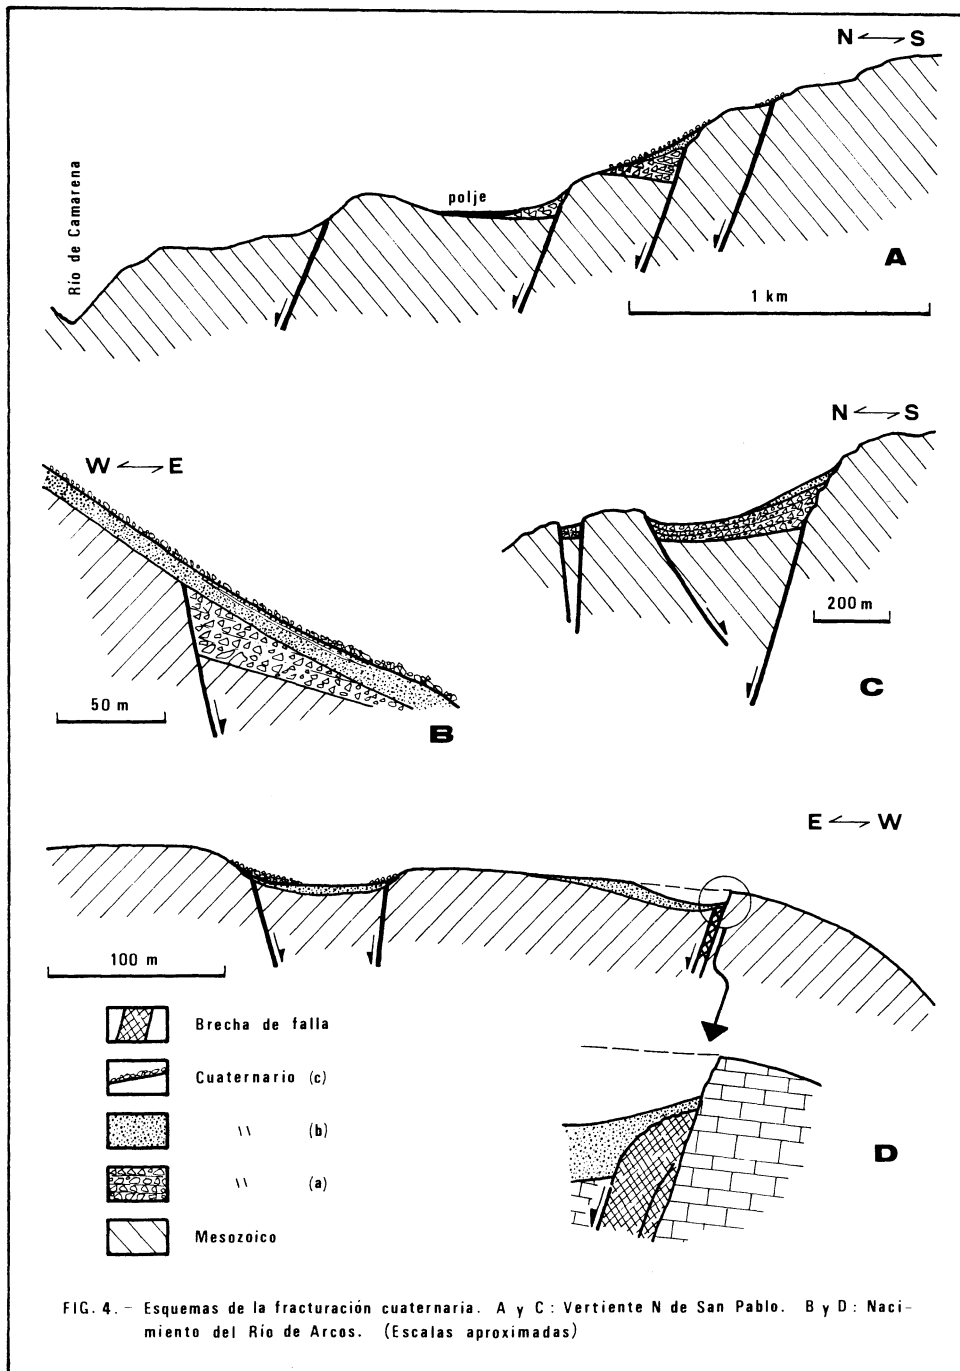 N S
Río de Camarena
polje
A
1 km
N S
W E
200 m
C
50 m
B
E W
100 m
Brecha de falla
Cuaternario (c)
\\ (b)
\\ (a)
Mesozoico
D
FIG. 4. - Esquemas de la fracturación cuaternaria. A y C : Vertiente N de San Pablo. B y D : Naci-
miento del Río de Arcos. (Escalas aproximadas)